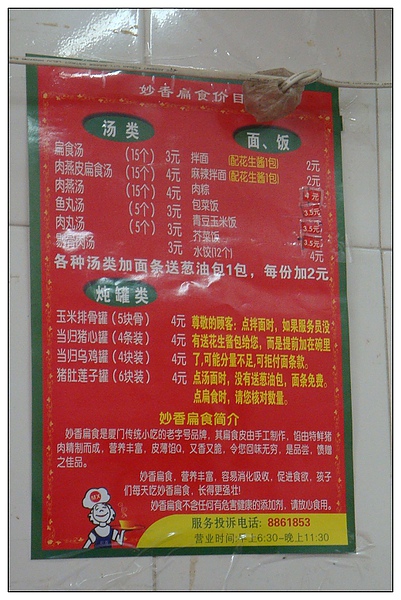 妙香扁食价目
汤类
扁食汤 (15个) 3元
肉燕皮扁食汤 (15个) 4元
肉燕汤 (15个) 4元
鱼丸汤 (5个) 3元
肉丸汤 (5个) 3元
肉汤 3元
面、饭
拌面 (配花生酱1包) 2元
麻辣拌面 (配花生酱1包) 2元
肉粽 4元
包菜饭 3.5元
青豆玉米饭 3.5元
芥菜饭 3.5元
水饺(12个) 4元
各种汤类加面条送葱油包1包，每份加2元
炖罐类
玉米排骨罐 (5块骨) 4元
当归猪心罐 (4条装) 4元
当归乌鸡罐 (4块装) 4元
猪肚莲子罐 (6块装) 4元
尊敬的顾客：点拌面时，如果服务员没
有送花生酱包给您，而是提前加在碗里
了，可能分量不足，可拒付面条款。
点汤面时，没有送葱油包，面条免费。
点扁食时，请您核对数量。
妙香扁食简介
妙香扁食是厦门传统小吃的老字号品牌，其扁食皮由手工制作，馅由特鲜猪
肉精制而成，营养丰富，皮薄馅Q，又香又脆，令您回味无穷，是品尝、馈赠
之佳品。
妙香扁食，营养丰富，容易消化吸收，促进食欲，孩子
们每天吃妙香扁食，长得更强壮!
妙香扁食不含任何有危害健康的添加剂，请放心食用。
服务投诉电话: 8861853
营业时间:早上6:30-晚上11:30